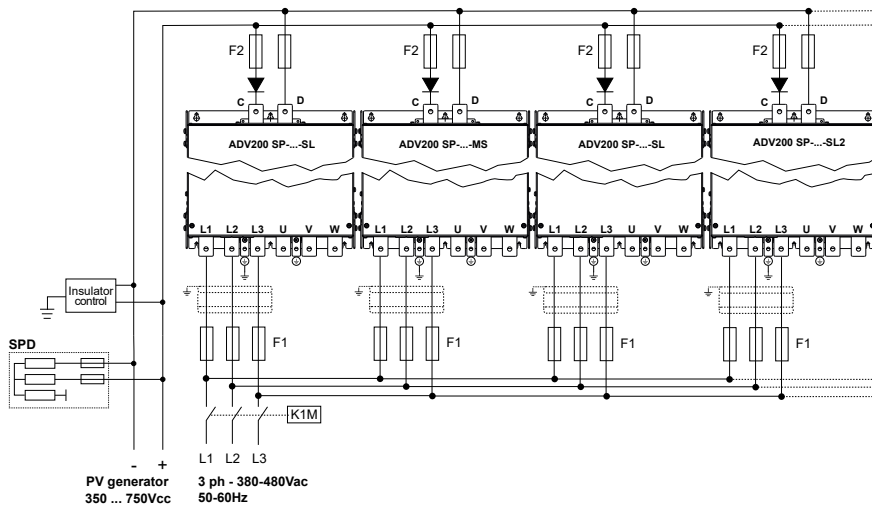 F2 F2 F2 F2
C D C D C D C D
ADV200 SP-...-SL ADV200 SP-...-MS ADV200 SP-...-SL ADV200 SP-...-SL2
L1 L2 L3 U V W L1 L2 L3 U V W L1 L2 L3 U V W L1 L2 L3 U V W
Insulator
control
SPD
F1 F1 F1 F1
K1M
L1 L2 L3
- +
PV generator
350 ... 750Vcc
3 ph - 380-480Vac
50-60Hz